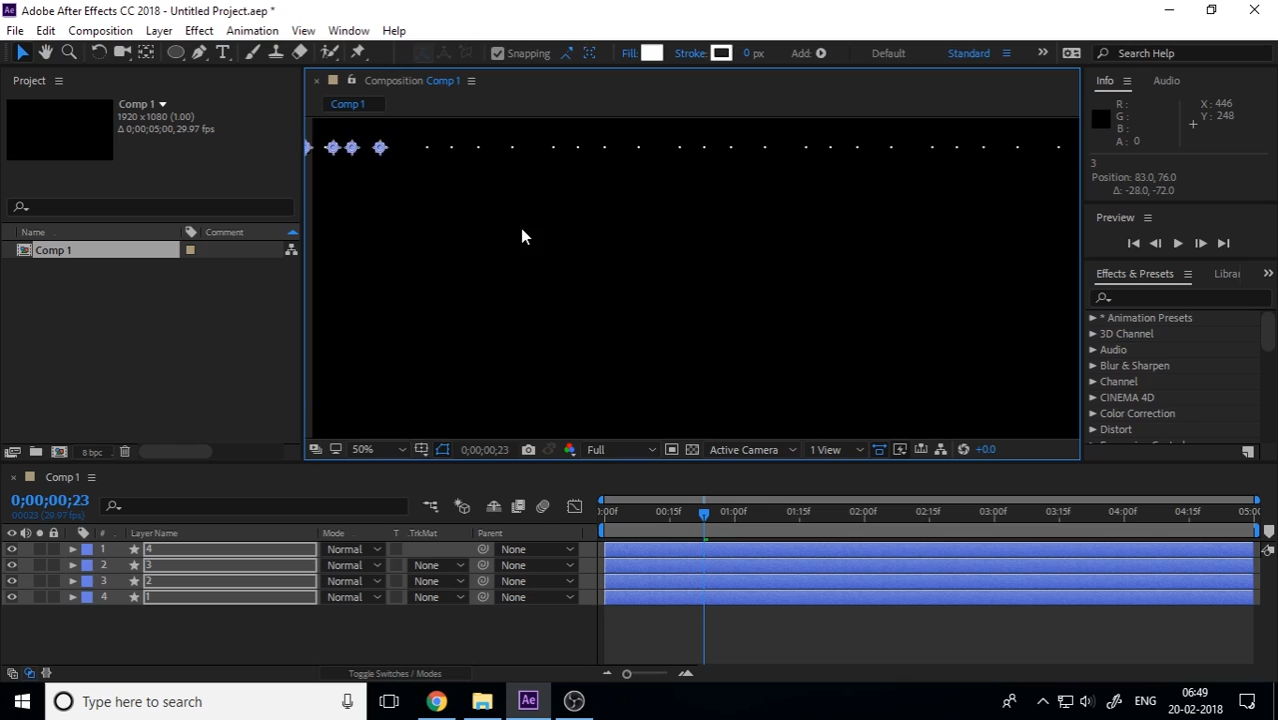 Ae Adobe After Effects CC 2018 - Untitled Project.aep *
File Edit Composition Layer Effect Animation View Window Help
T Snapping Fill: Stroke: 0 px Add: Default Standard Search Help
Project Composition Comp 1 Info Audio
Comp 1
1920 x 1080 (1.00)
Δ 0;00;05;00, 29.97 fps
Comp 1
R :
G :
B :
A : 0
X : 446
Y : 248
3
Position: 83.0, 76.0
Δ: -28.0, -72.0
Preview
Name Comment
Comp 1
Effects & Presets Librai
* Animation Presets
3D Channel
Audio
Blur & Sharpen
Channel
CINEMA 4D
Color Correction
Distort
8 bpc 50% 0;00;00;23 Full Active Camera 1 View +0.0
Comp 1
0;00;00;23
00023 (29.97 fps)
:00f 00:15f 01:00f 01:15f 02:00f 02:15f 03:00f 03:15f 04:00f 04:15f 05:00
# Layer Name Mode T .TrkMat Parent
1 4 Normal None
2 3 Normal None None
3 2 Normal None None
4 1 Normal None None
Toggle Switches / Modes
Type here to search Ae ENG 06:49
20-02-2018